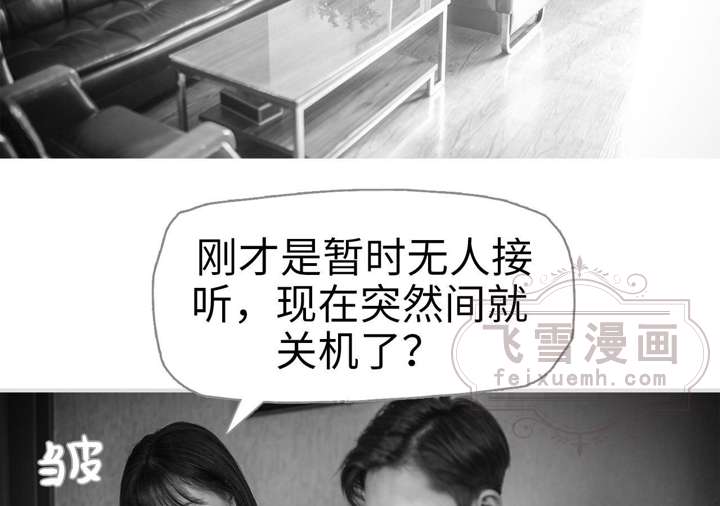 刚才是暂时无人接
听，现在突然间就
关机了？
飞雪漫画
feixuemh.com
皱